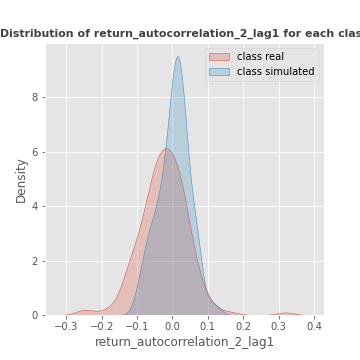 Distribution of return_autocorrelation_2_lag1 for each clas
class real
class simulated
Density
8
6
4
2
0
−0.3 −0.2 −0.1 0.0 0.1 0.2 0.3 0.4
return_autocorrelation_2_lag1